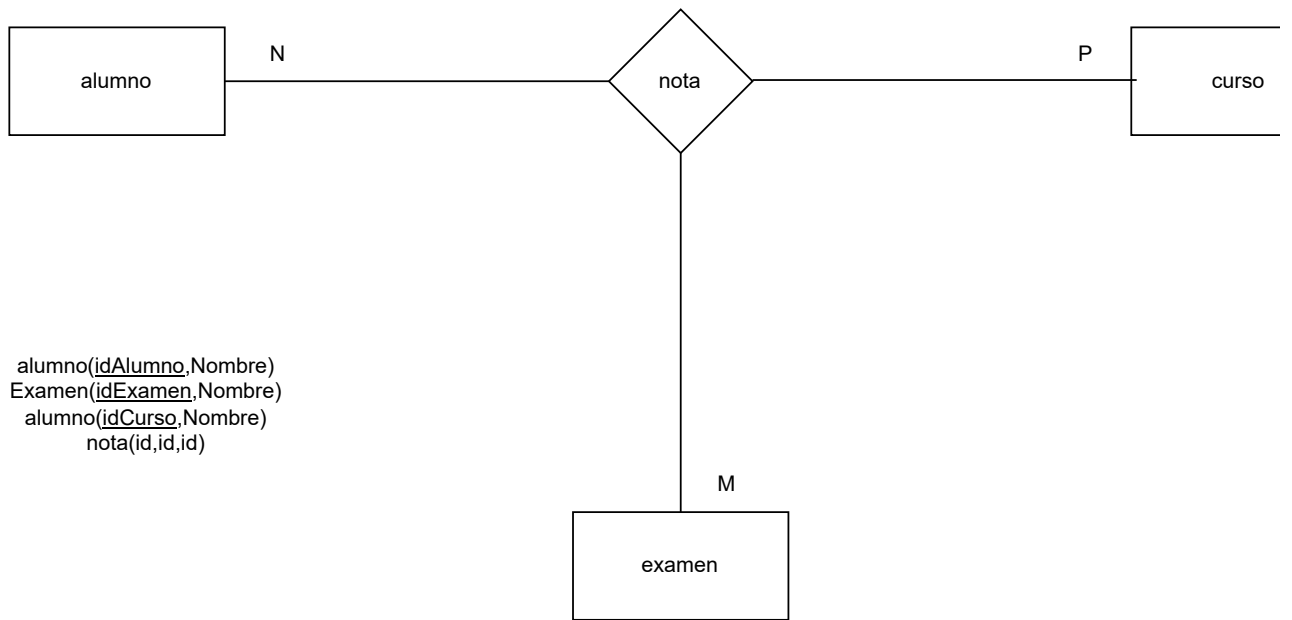 N
P
alumno
nota
curso
alumno(idAlumno,Nombre)
Examen(idExamen,Nombre)
alumno(idCurso,Nombre)
nota(id,id,id)
M
examen